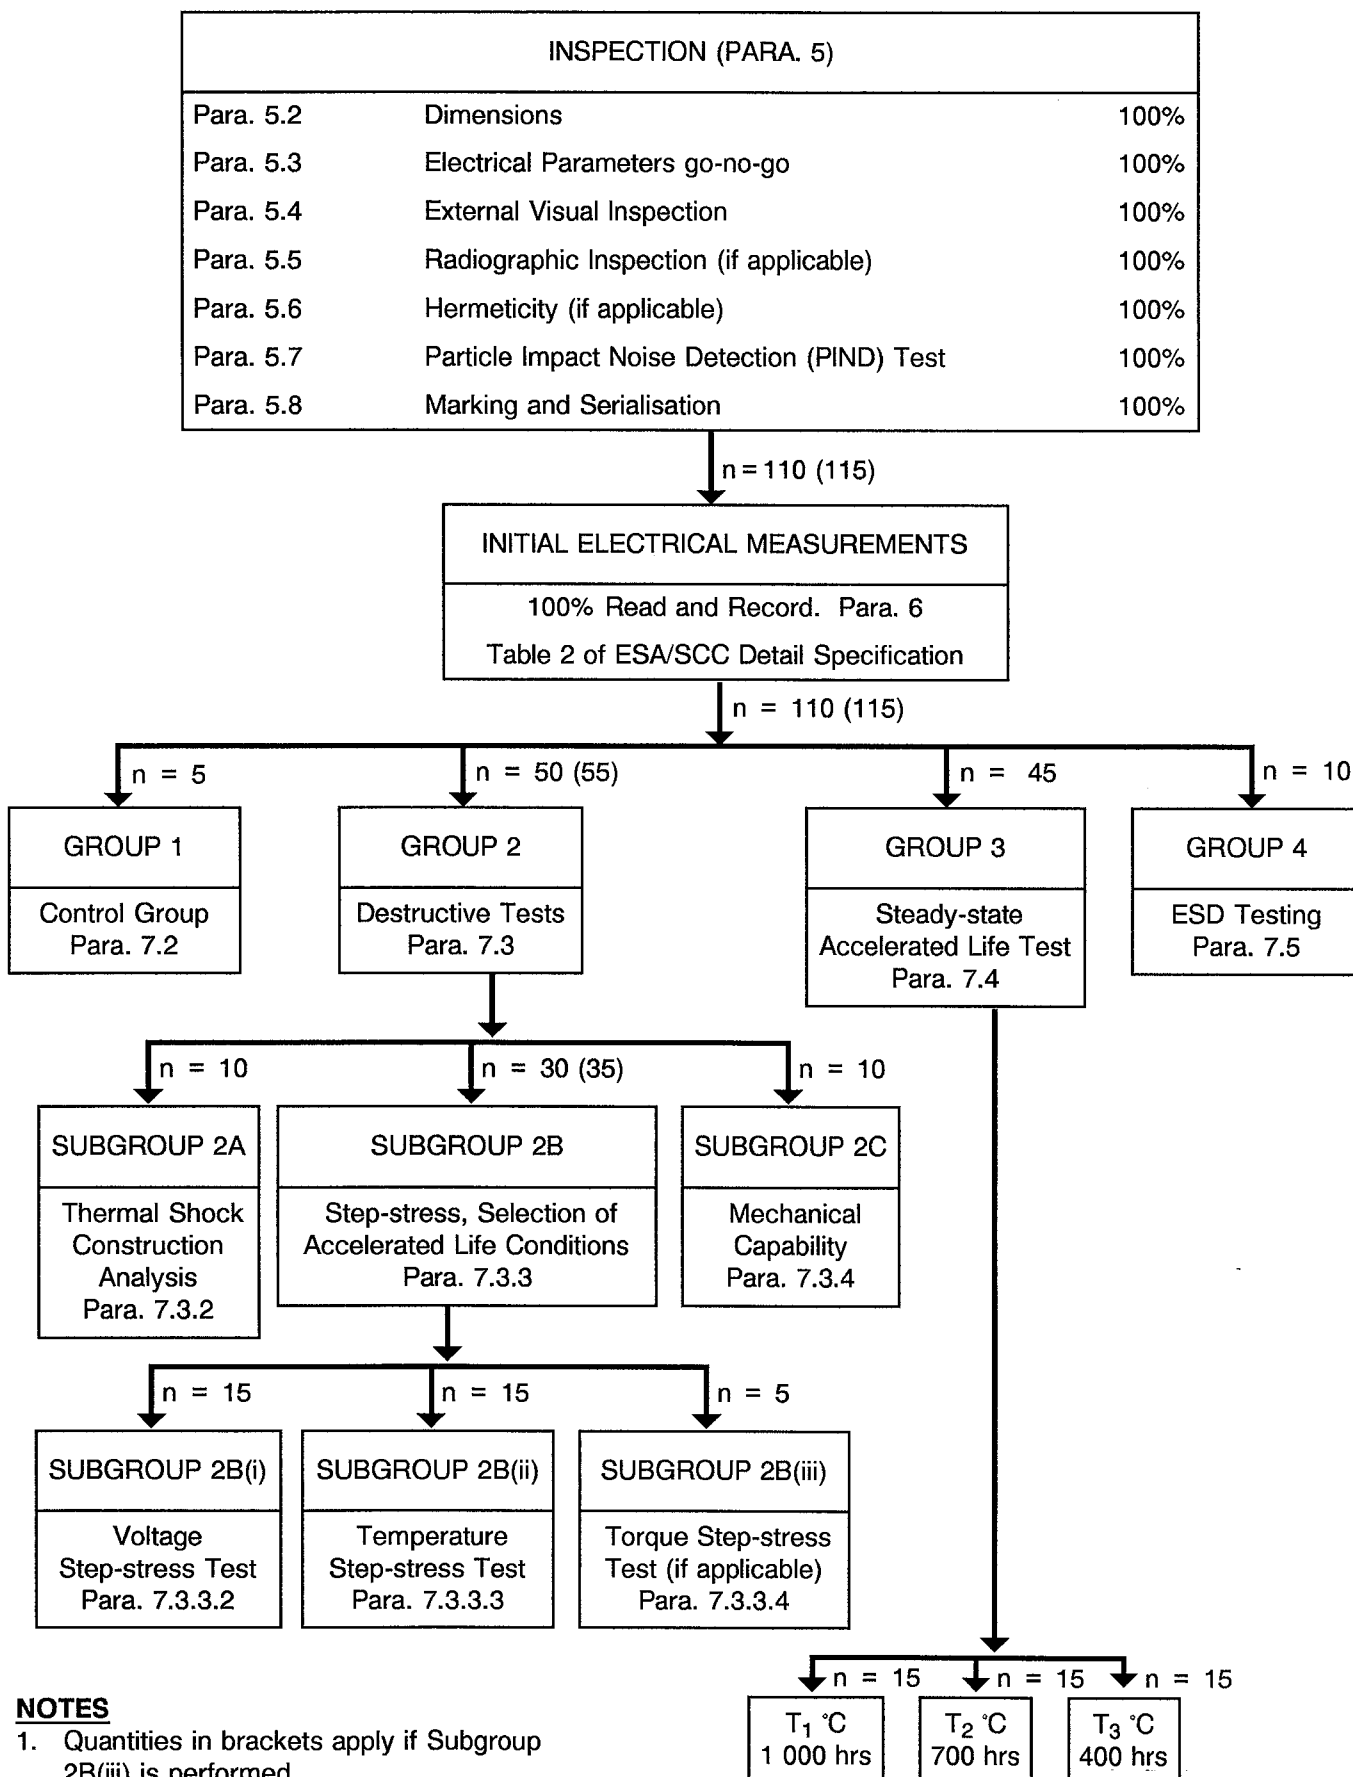 INSPECTION (PARA. 5)
Para. 5.2 Dimensions 100%
Para. 5.3 Electrical Parameters go-no-go 100%
Para. 5.4 External Visual Inspection 100%
Para. 5.5 Radiographic Inspection (if applicable) 100%
Para. 5.6 Hermeticity (if applicable) 100%
Para. 5.7 Particle Impact Noise Detection (PIND) Test 100%
Para. 5.8 Marking and Serialisation 100%
n = 110 (115)
INITIAL ELECTRICAL MEASUREMENTS
100% Read and Record. Para. 6
Table 2 of ESA/SCC Detail Specification
n = 110 (115)
n = 5
n = 50 (55)
n = 45
n = 10
GROUP 1
Control Group
Para. 7.2
GROUP 2
Destructive Tests
Para. 7.3
GROUP 3
Steady-state
Accelerated Life Test
Para. 7.4
GROUP 4
ESD Testing
Para. 7.5
n = 10
n = 30 (35)
n = 10
SUBGROUP 2A
Thermal Shock
Construction
Analysis
Para. 7.3.2
SUBGROUP 2B
Step-stress, Selection of
Accelerated Life Conditions
Para. 7.3.3
SUBGROUP 2C
Mechanical
Capability
Para. 7.3.4
n = 15
n = 15
n = 5
SUBGROUP 2B(i)
Voltage
Step-stress Test
Para. 7.3.3.2
SUBGROUP 2B(ii)
Temperature
Step-stress Test
Para. 7.3.3.3
SUBGROUP 2B(iii)
Torque Step-stress
Test (if applicable)
Para. 7.3.3.4
n = 15
n = 15
n = 15
T₁ °C
1 000 hrs
T₂ °C
700 hrs
T₃ °C
400 hrs
NOTES
1. Quantities in brackets apply if Subgroup
2B(iii) is performed